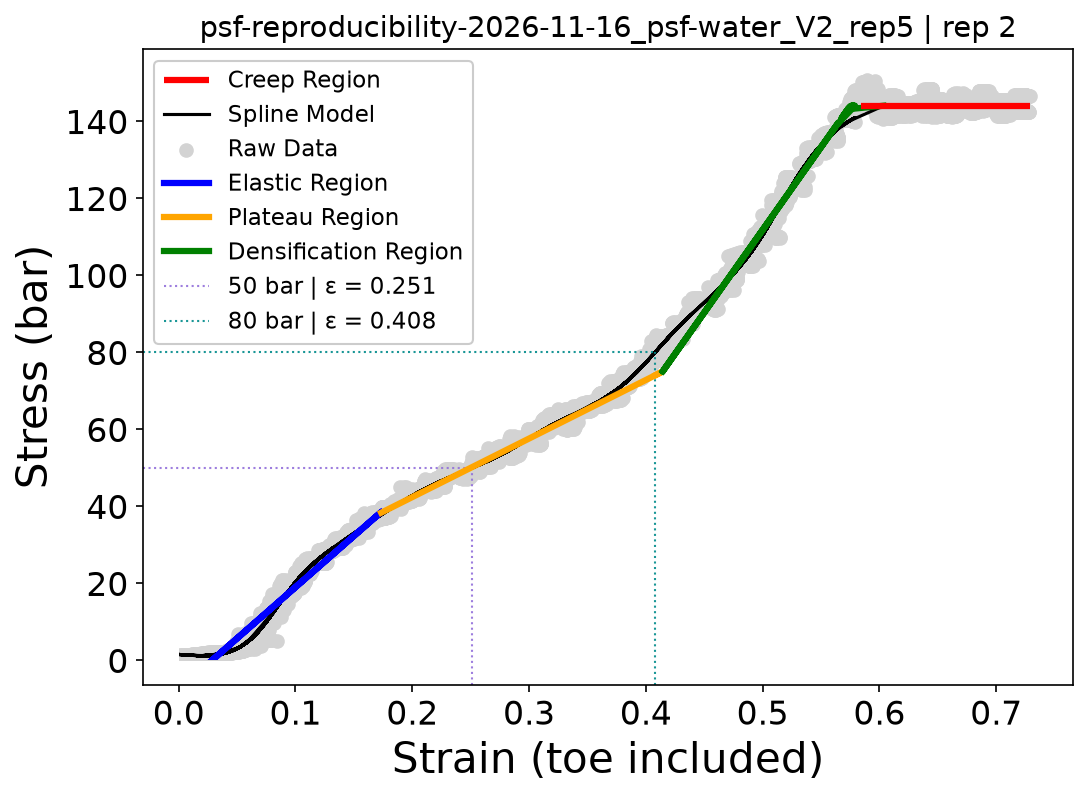 psf-reproducibility-2026-11-16_psf-water_V2_rep5 | rep 2
Creep Region
Spline Model
Raw Data
Elastic Region
Plateau Region
Densification Region
50 bar | ε = 0.251
80 bar | ε = 0.408
Stress (bar)
140
120
100
80
60
40
20
0
0.0 0.1 0.2 0.3 0.4 0.5 0.6 0.7
Strain (toe included)